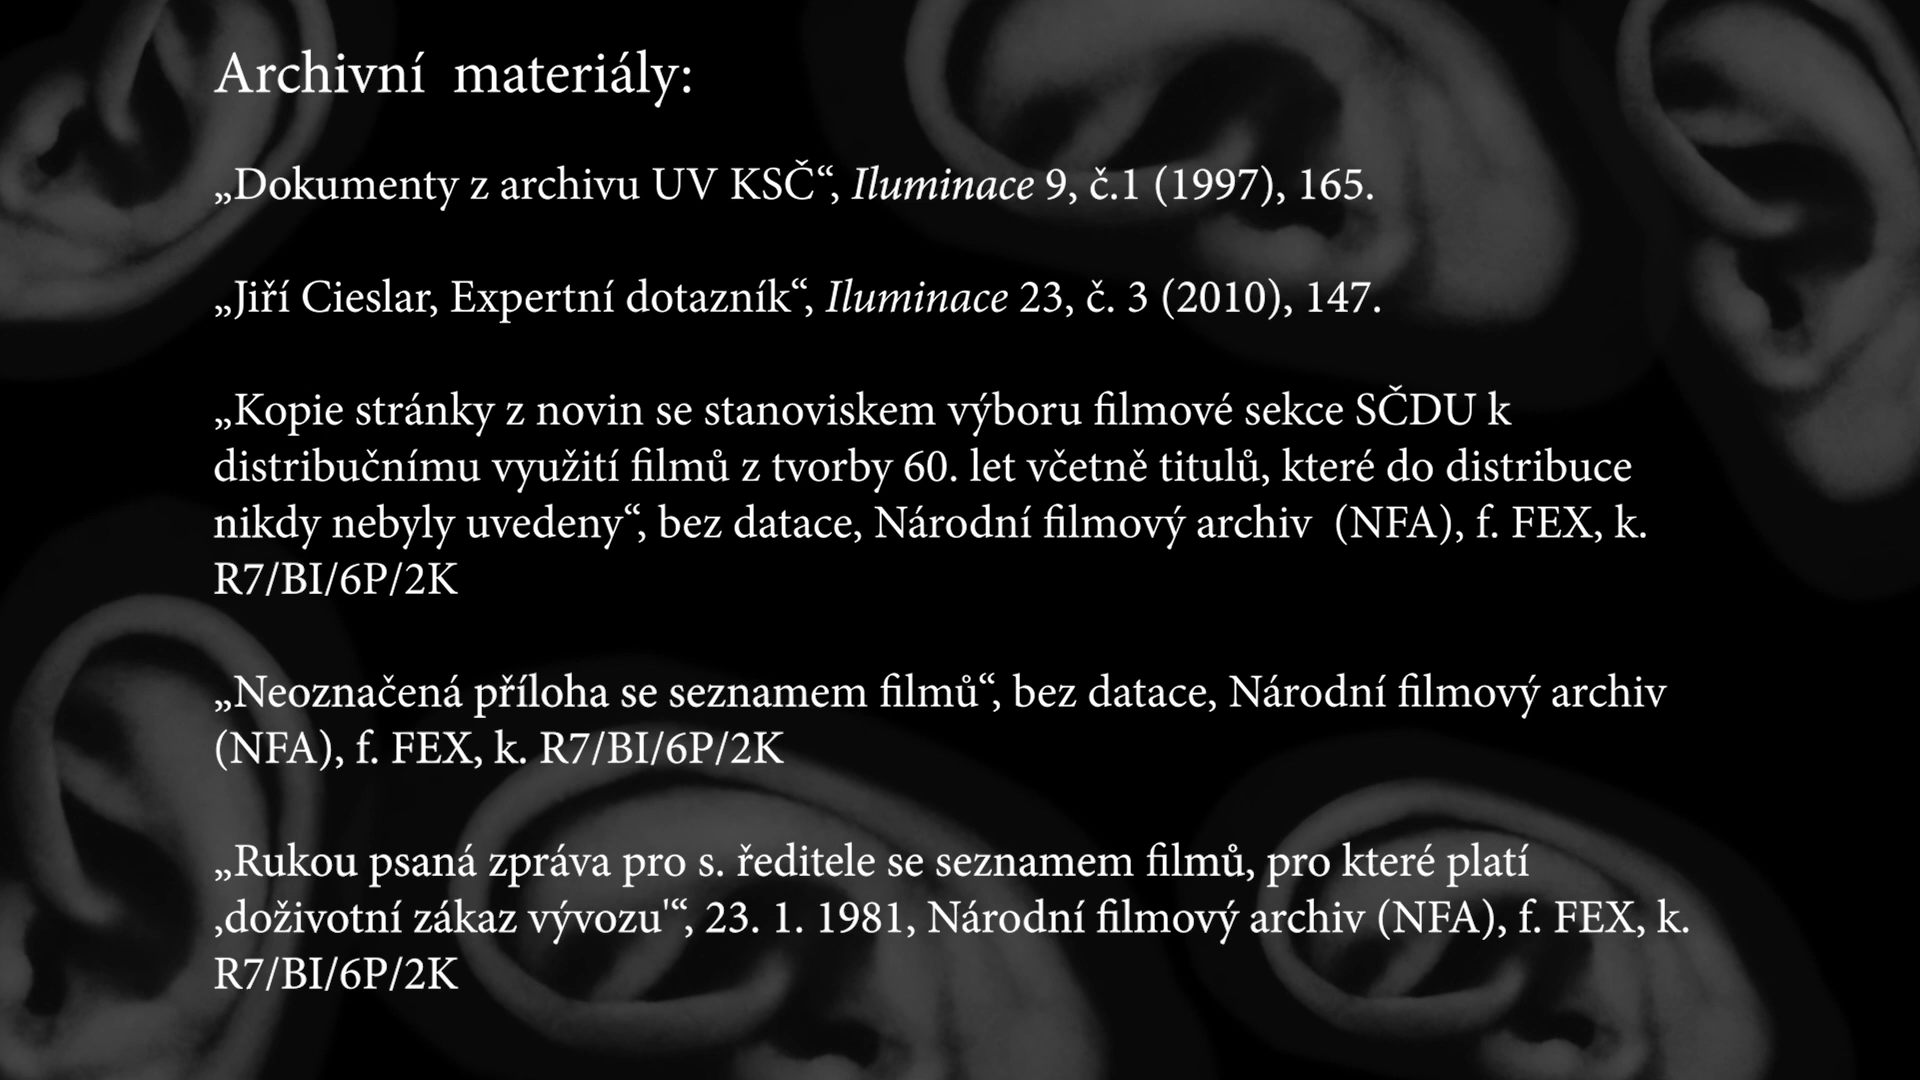 Archivní materiály:
„Dokumenty z archivu UV KSČ“, Iluminace 9, č.1 (1997), 165.
„Jiří Cieslar, Expertní dotazník“, Iluminace 23, č. 3 (2010), 147.
„Kopie stránky z novin se stanoviskem výboru filmové sekce SČDU k
distribučnímu využití filmů z tvorby 60. let včetně titulů, které do distribuce
nikdy nebyly uvedeny“, bez datace, Národní filmový archiv (NFA), f. FEX, k.
R7/BI/6P/2K
„Neoznačená příloha se seznamem filmů“, bez datace, Národní filmový archiv
(NFA), f. FEX, k. R7/BI/6P/2K
„Rukou psaná zpráva pro s. ředitele se seznamem filmů, pro které platí
‚doživotní zákaz vývozu'“, 23. 1. 1981, Národní filmový archiv (NFA), f. FEX, k.
R7/BI/6P/2K